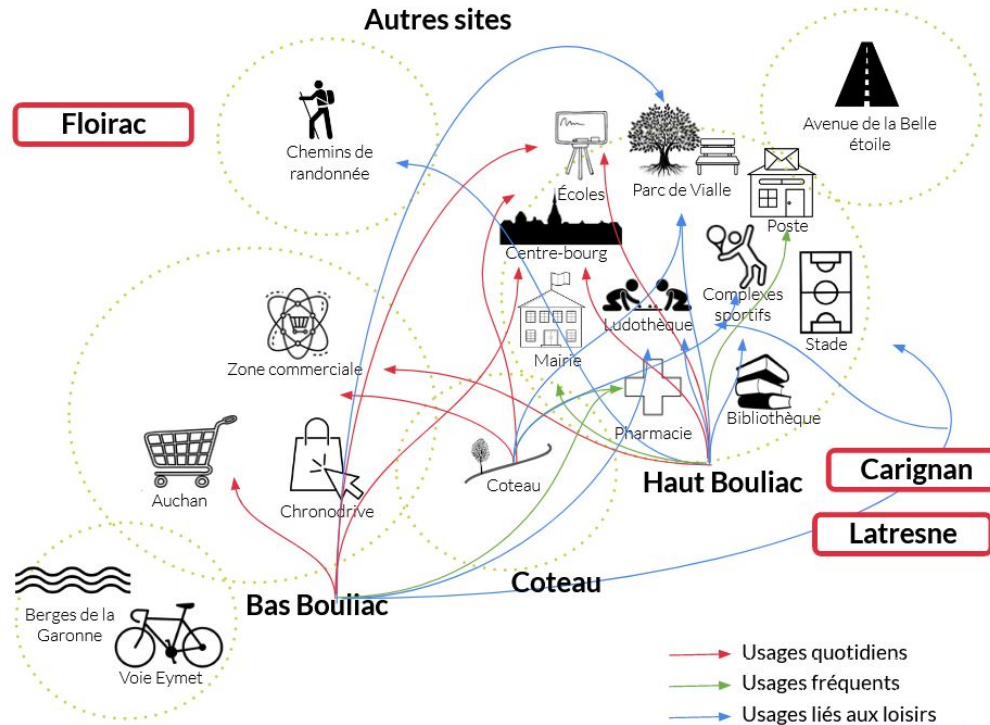 Autres sites
Floirac
Chemins de
randonnée
Écoles
Parc de Vialle
Avenue de la Belle
étoile
Poste
Centre-bourg
Zone commerciale
Mairie
Ludothèque
Complexes
sportifs
Stade
Auchan
Chronodrive
Coteau
Pharmacie
Bibliothèque
Haut Bouliac
Carignan
Latresne
Bas Bouliac
Coteau
Berges de la
Garonne
Voie Eymet
Usages quotidiens
Usages fréquents
Usages liés aux loisirs